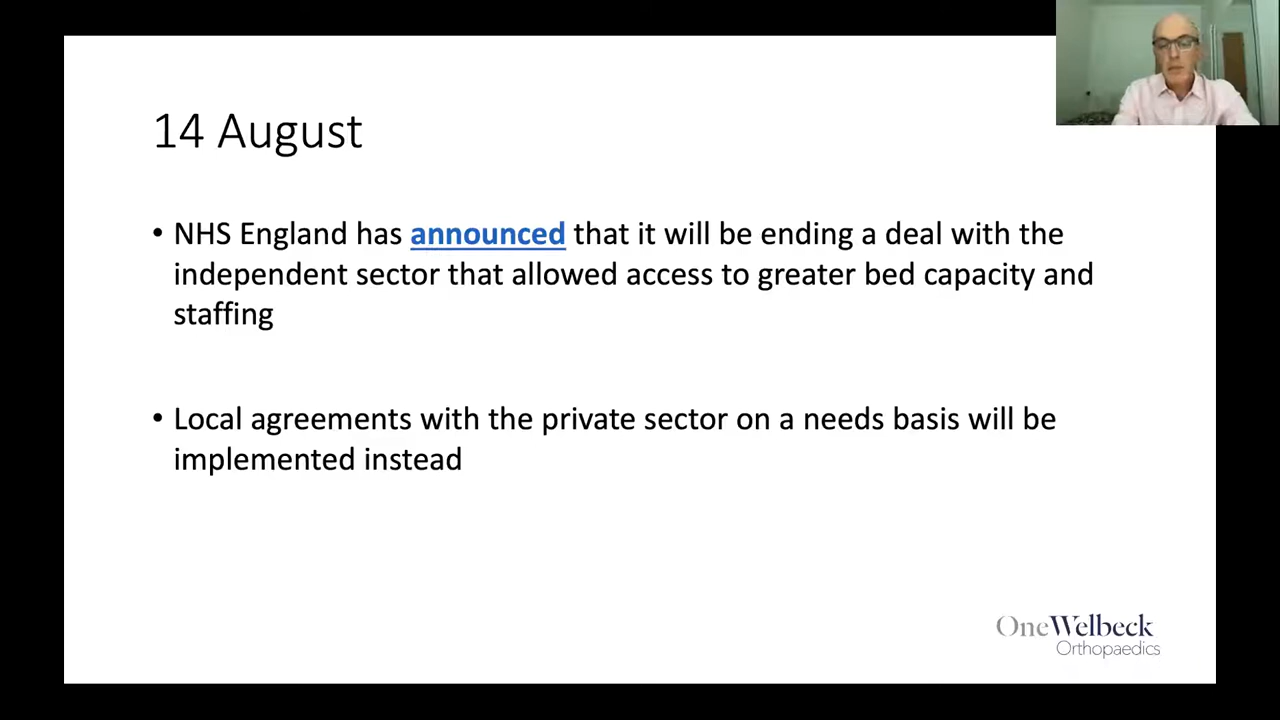 14 August
• NHS England has announced that it will be ending a deal with the
independent sector that allowed access to greater bed capacity and
staffing
• Local agreements with the private sector on a needs basis will be
implemented instead
OneWelbeck
Orthopaedics